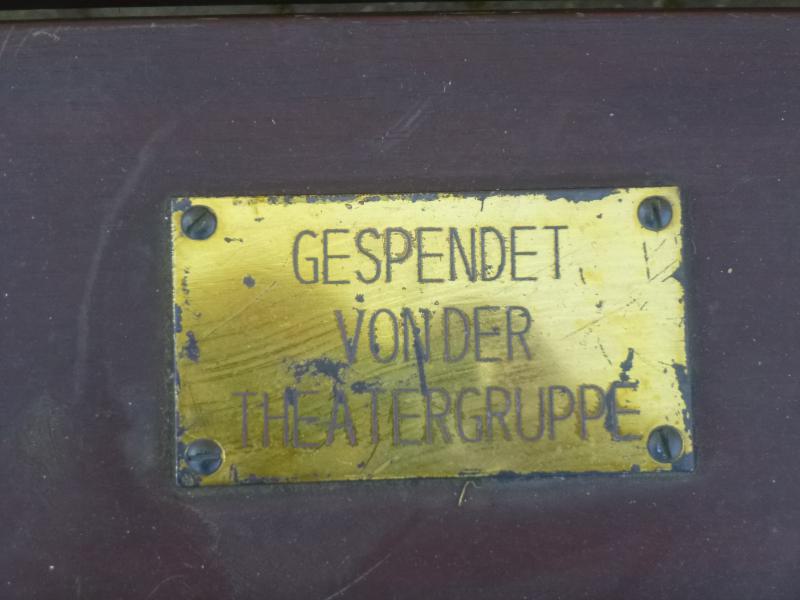 GESPENDET
VON DER
THEATERGRUPPE